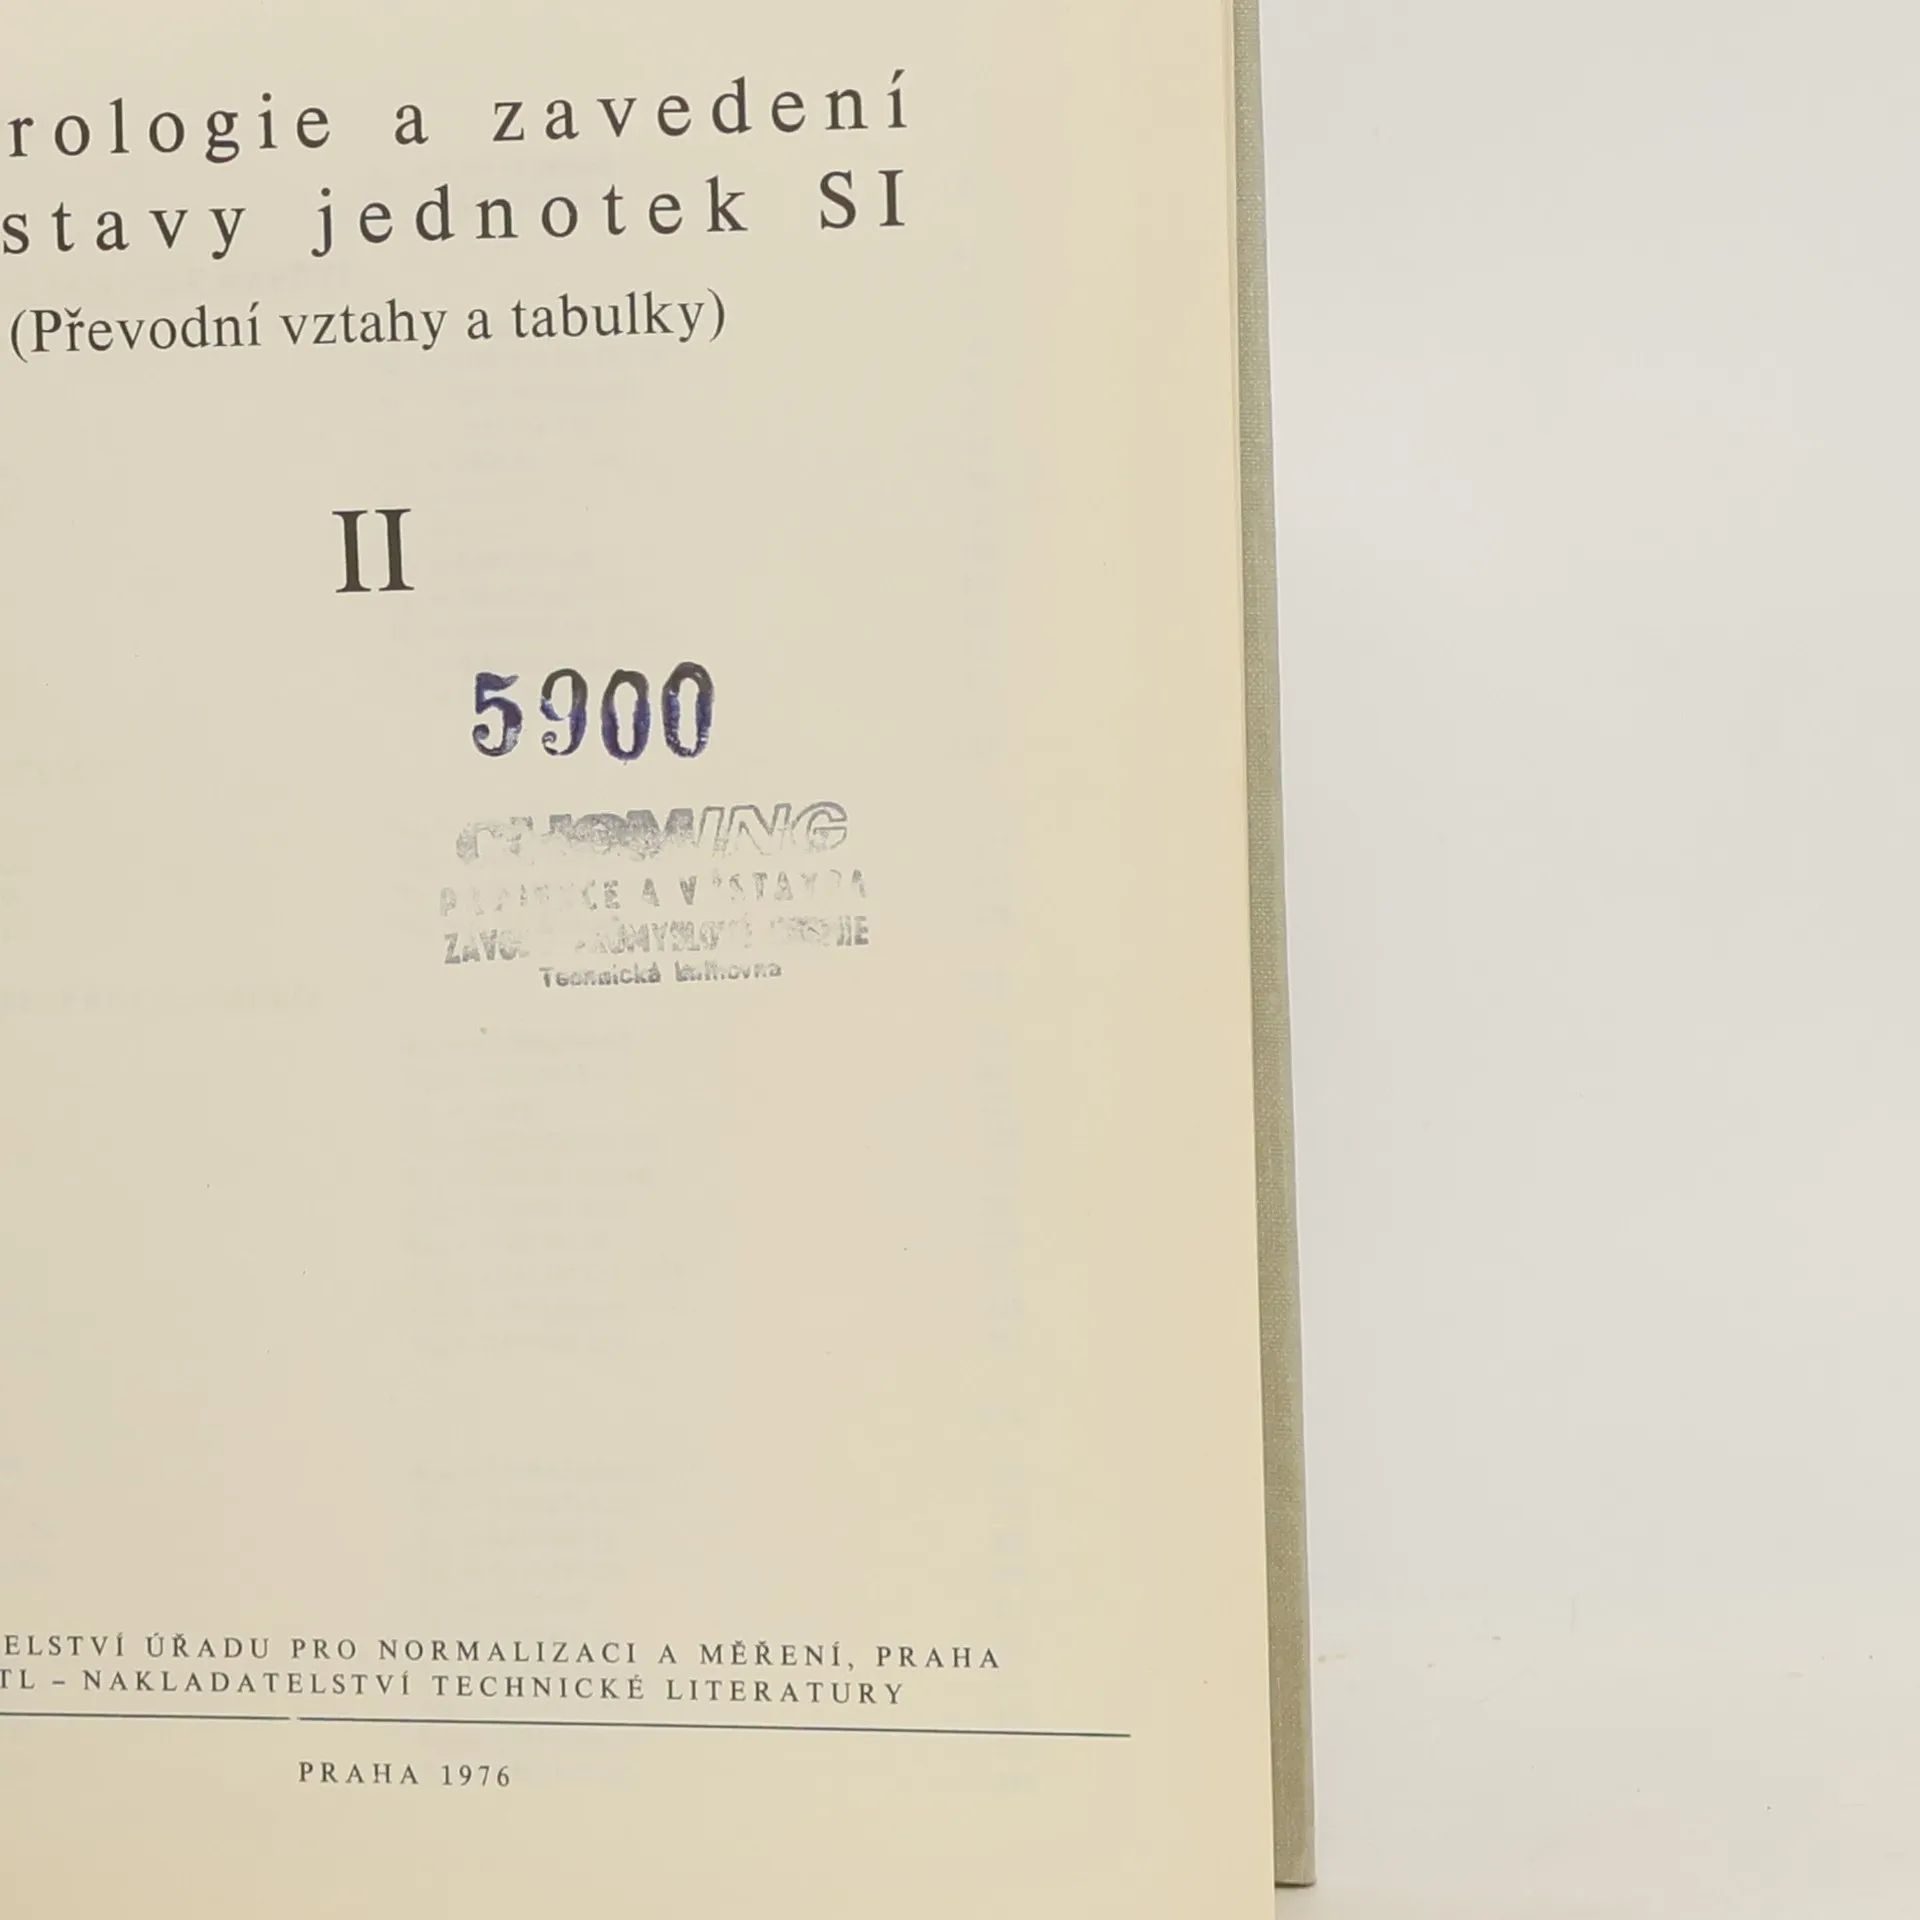 rologie a zavedení
stavy jednotek SI
(Převodní vztahy a tabulky)
II
5900
A
Technická knihovna
ELSTVÍ ÚŘADU PRO NORMALIZACI A MĚŘENÍ, PRAHA
TL – NAKLADATELSTVÍ TECHNICKÉ LITERATURY
PRAHA 1976